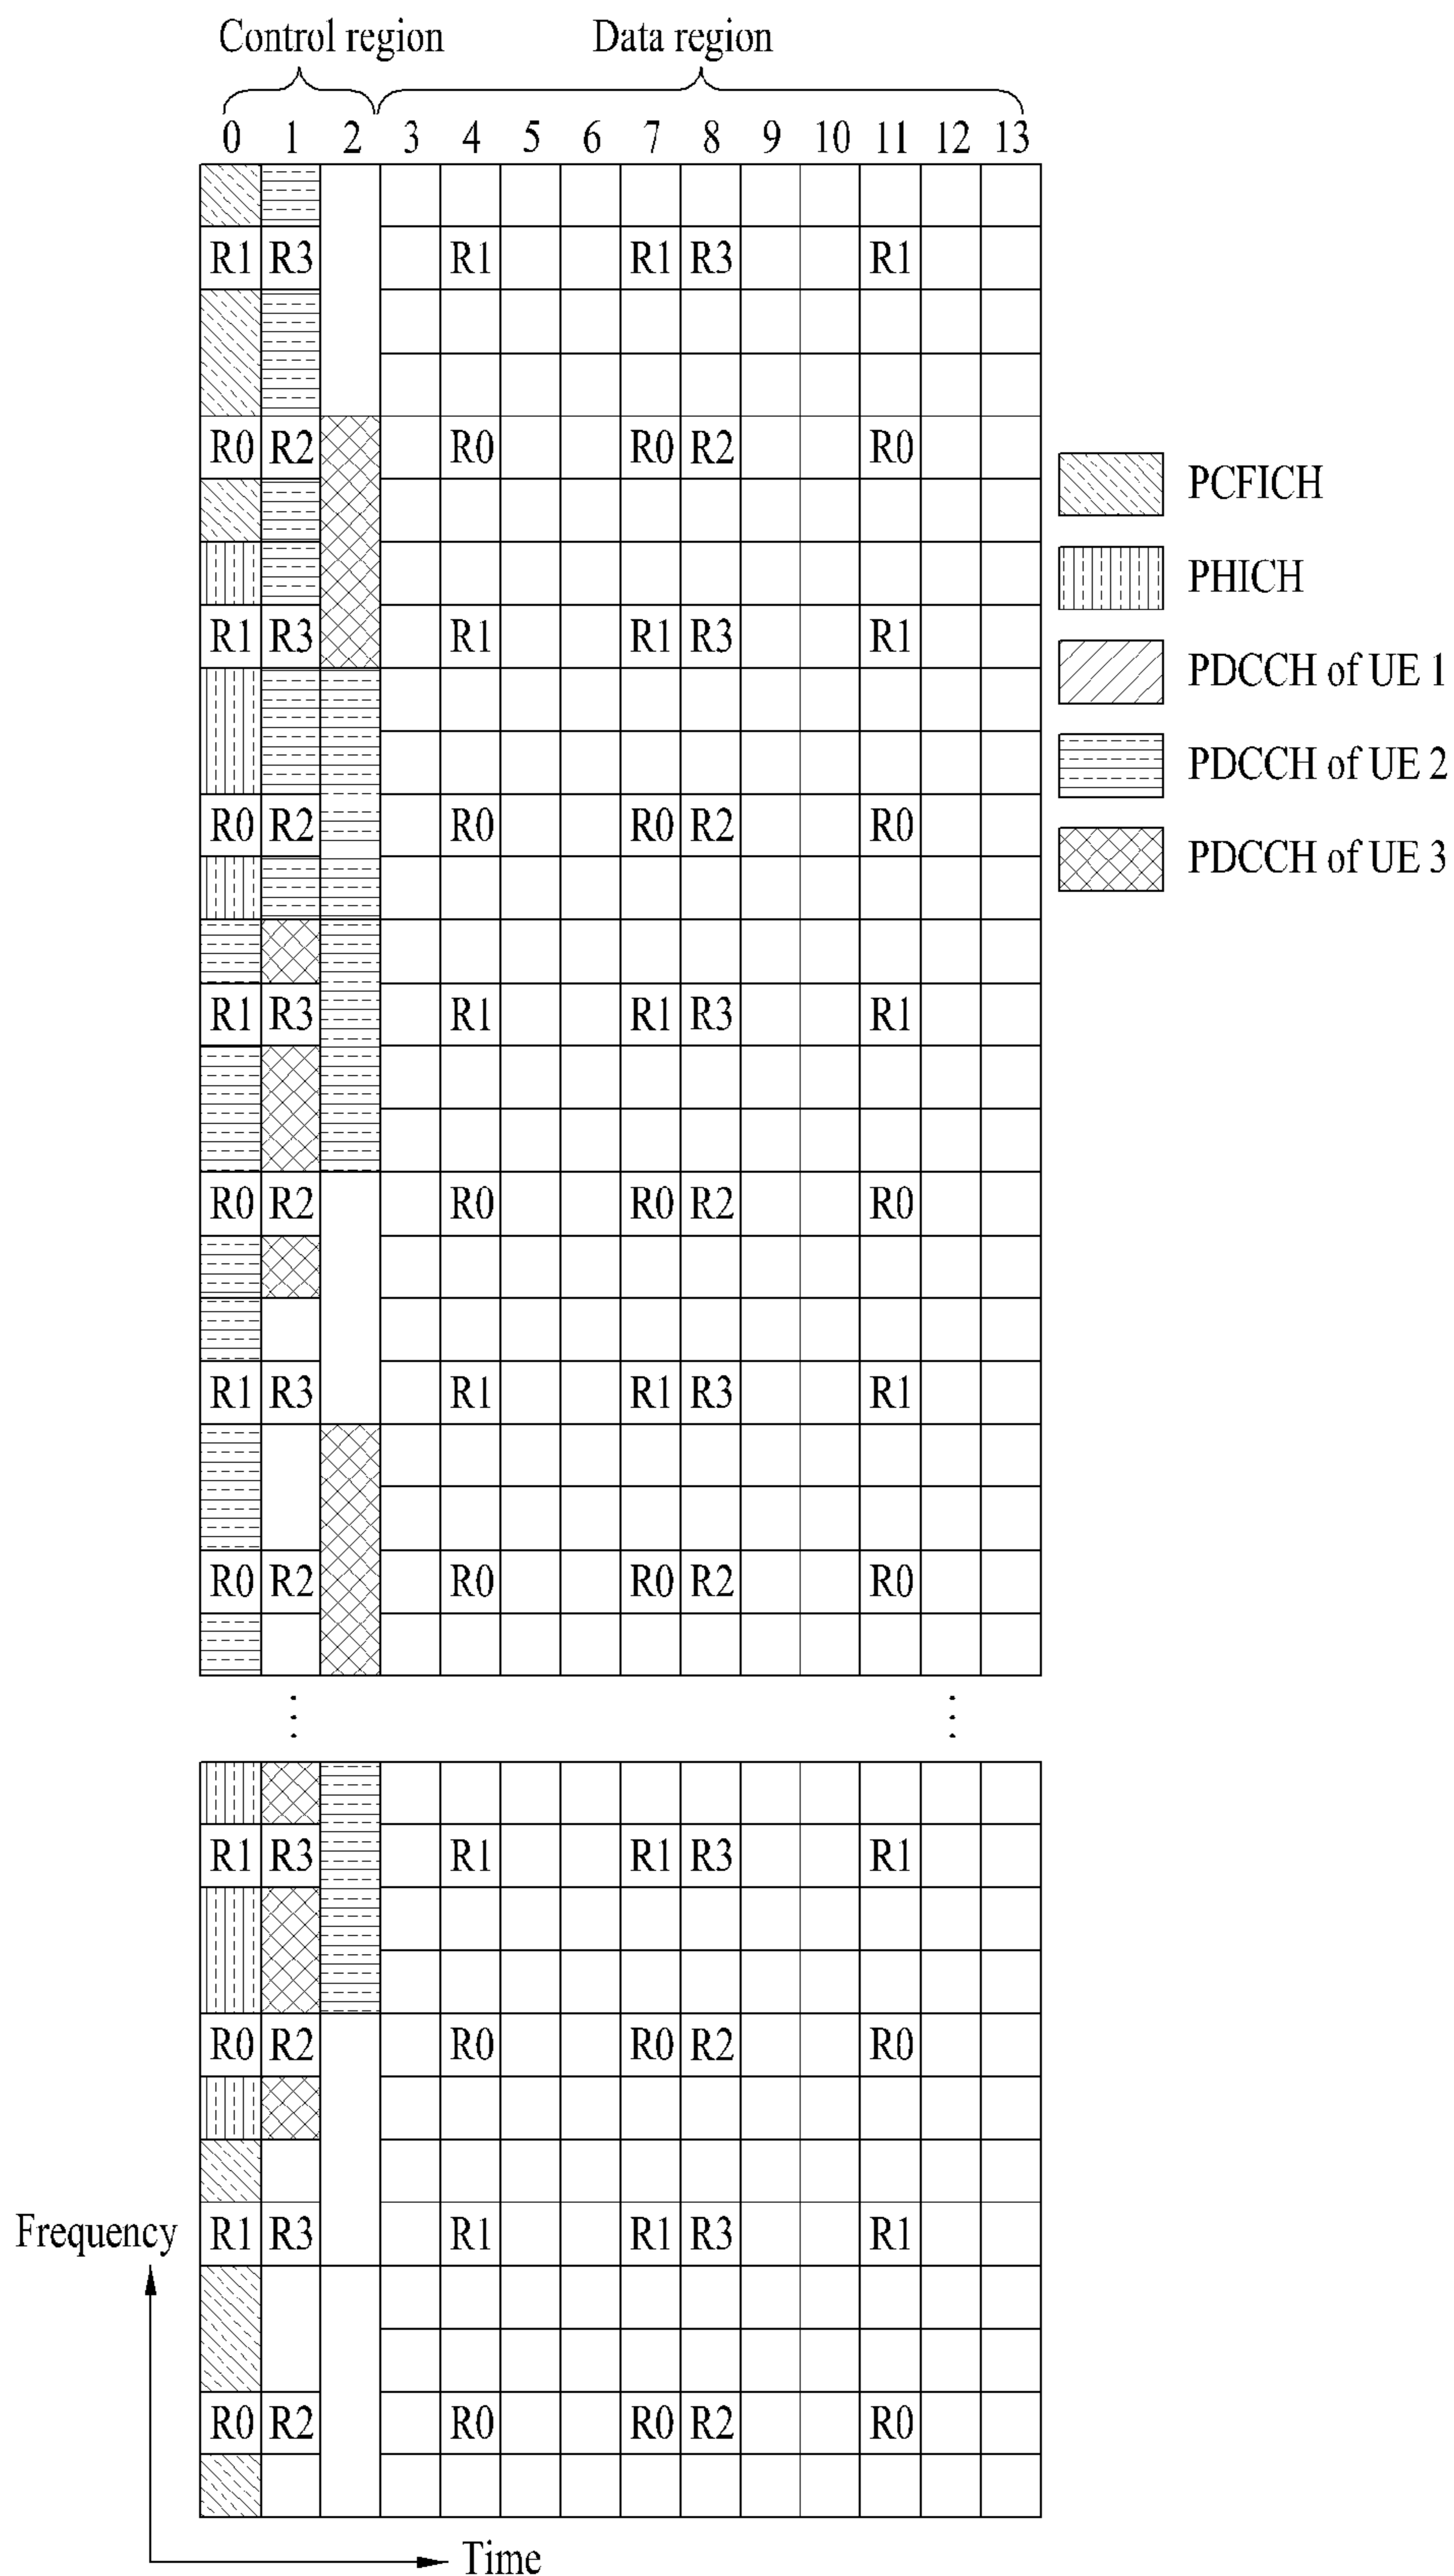 Control region Data region
0 1 2 3 4 5 6 7 8 9 10 11 12 13
R1 R3 R1 R1 R3 R1
R0 R2 R0 R0 R2 R0
PCFICH
PHICH
R1 R3 R1 R1 R3 R1
PDCCH of UE 1
PDCCH of UE 2
R0 R2 R0 R0 R2 R0
PDCCH of UE 3
R1 R3 R1 R1 R3 R1
R0 R2 R0 R0 R2 R0
R1 R3 R1 R1 R3 R1
R0 R2 R0 R0 R2 R0
R1 R3 R1 R1 R3 R1
R0 R2 R0 R0 R2 R0
Frequency R1 R3 R1 R1 R3 R1
R0 R2 R0 R0 R2 R0
Time